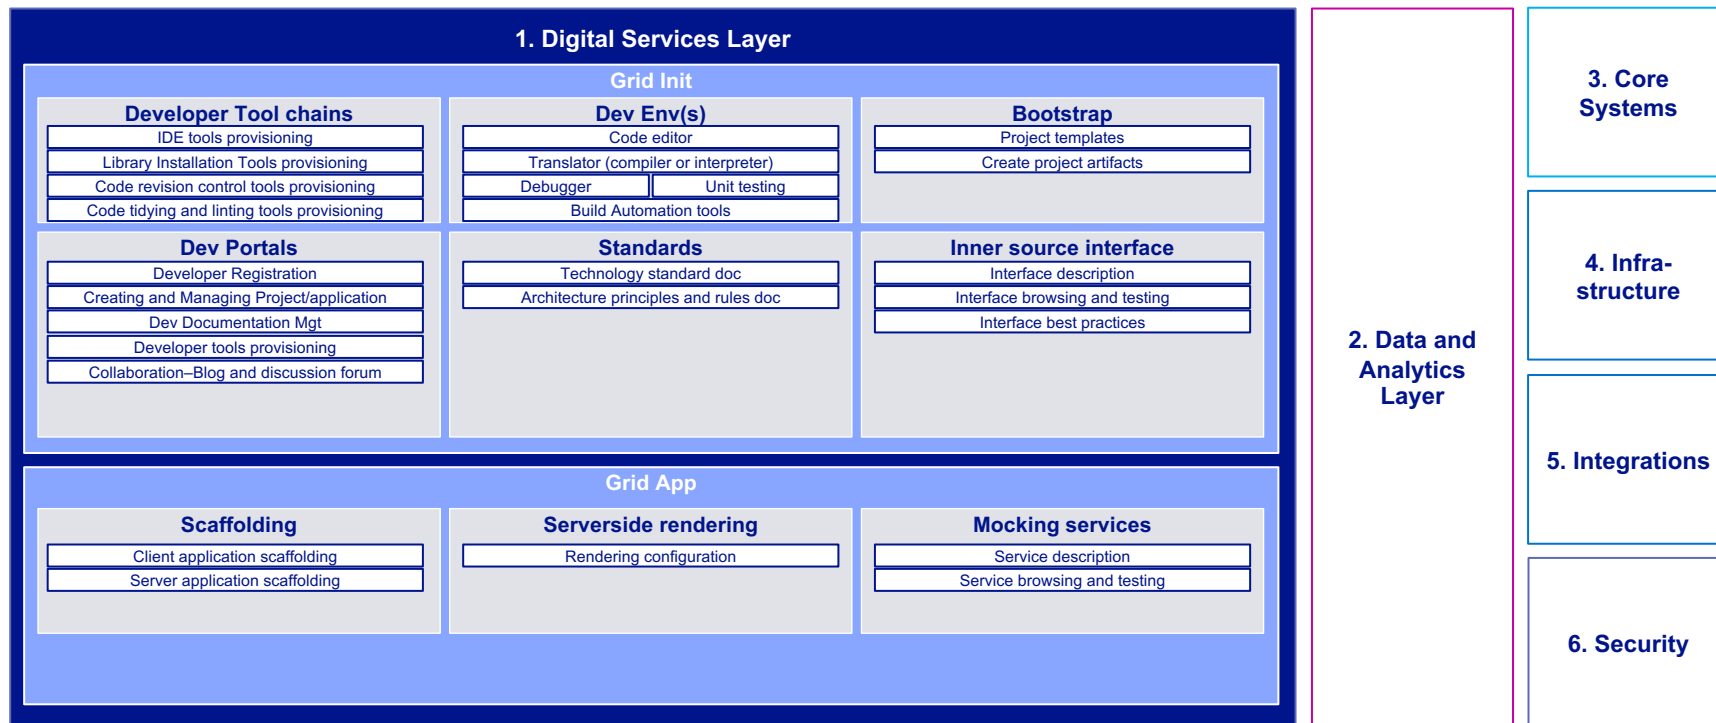 1. Digital Services Layer
Grid Init
Developer Tool chains
IDE tools provisioning
Library Installation Tools provisioning
Code revision control tools provisioning
Code tidying and linting tools provisioning
Dev Env(s)
Code editor
Translator (compiler or interpreter)
Debugger
Unit testing
Build Automation tools
Bootstrap
Project templates
Create project artifacts
Dev Portals
Developer Registration
Creating and Managing Project/application
Dev Documentation Mgt
Developer tools provisioning
Collaboration–Blog and discussion forum
Standards
Technology standard doc
Architecture principles and rules doc
Inner source interface
Interface description
Interface browsing and testing
Interface best practices
Grid App
Scaffolding
Client application scaffolding
Server application scaffolding
Serverside rendering
Rendering configuration
Mocking services
Service description
Service browsing and testing
2. Data and
Analytics
Layer
3. Core
Systems
4. Infra-
structure
5. Integrations
6. Security